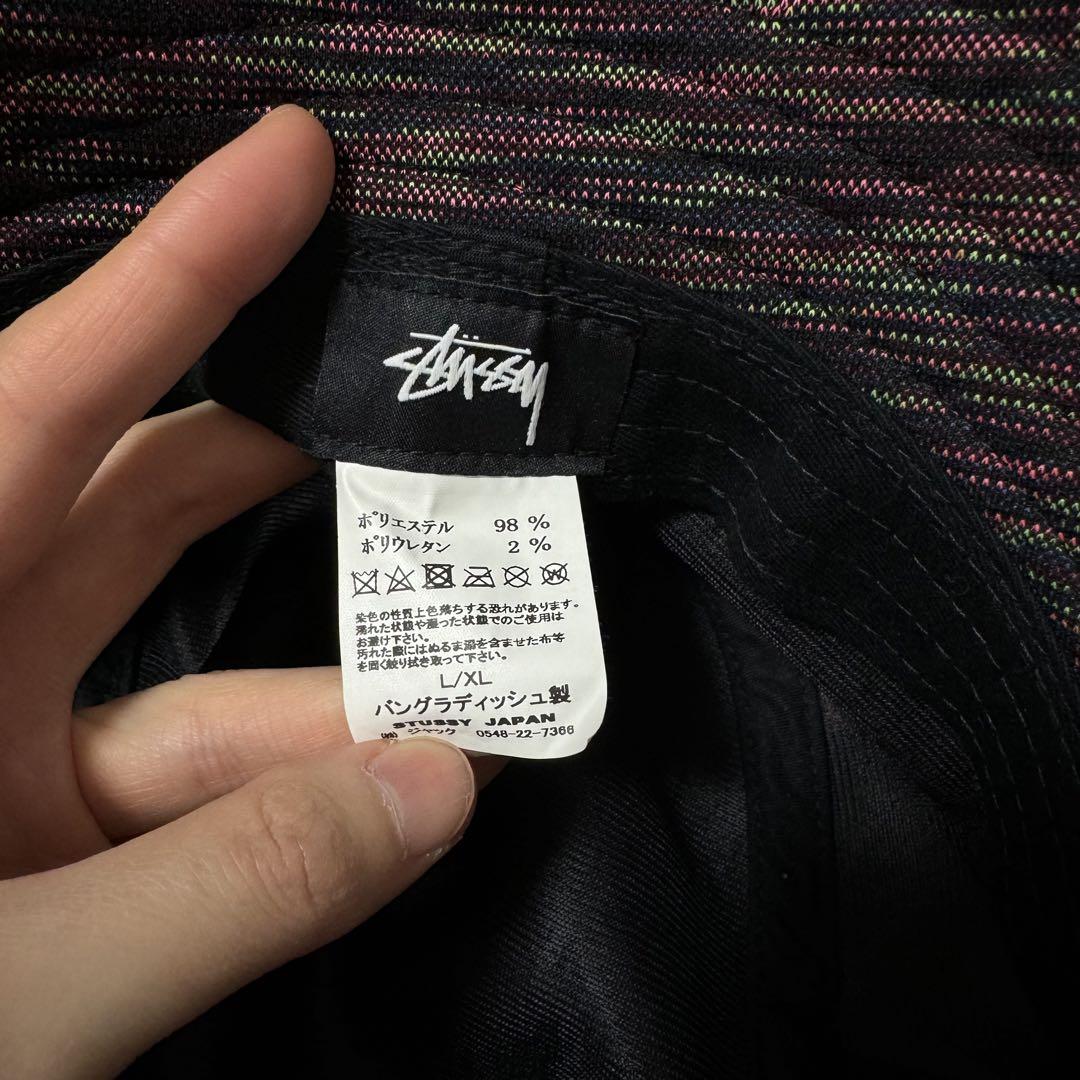 Stüssy
ポリエステル 98 %
ポリウレタン 2 %
染色の性質上色落ちする恐れがあります。
濡れた状態や湿った状態でのご使用は
お避け下さい。
汚れた際にはぬるま湯を含ませた布等
を固く絞り拭き取って下さい。
L/XL
バングラディッシュ製
STUSSY JAPAN
(株) ジャック 0548-22-7366